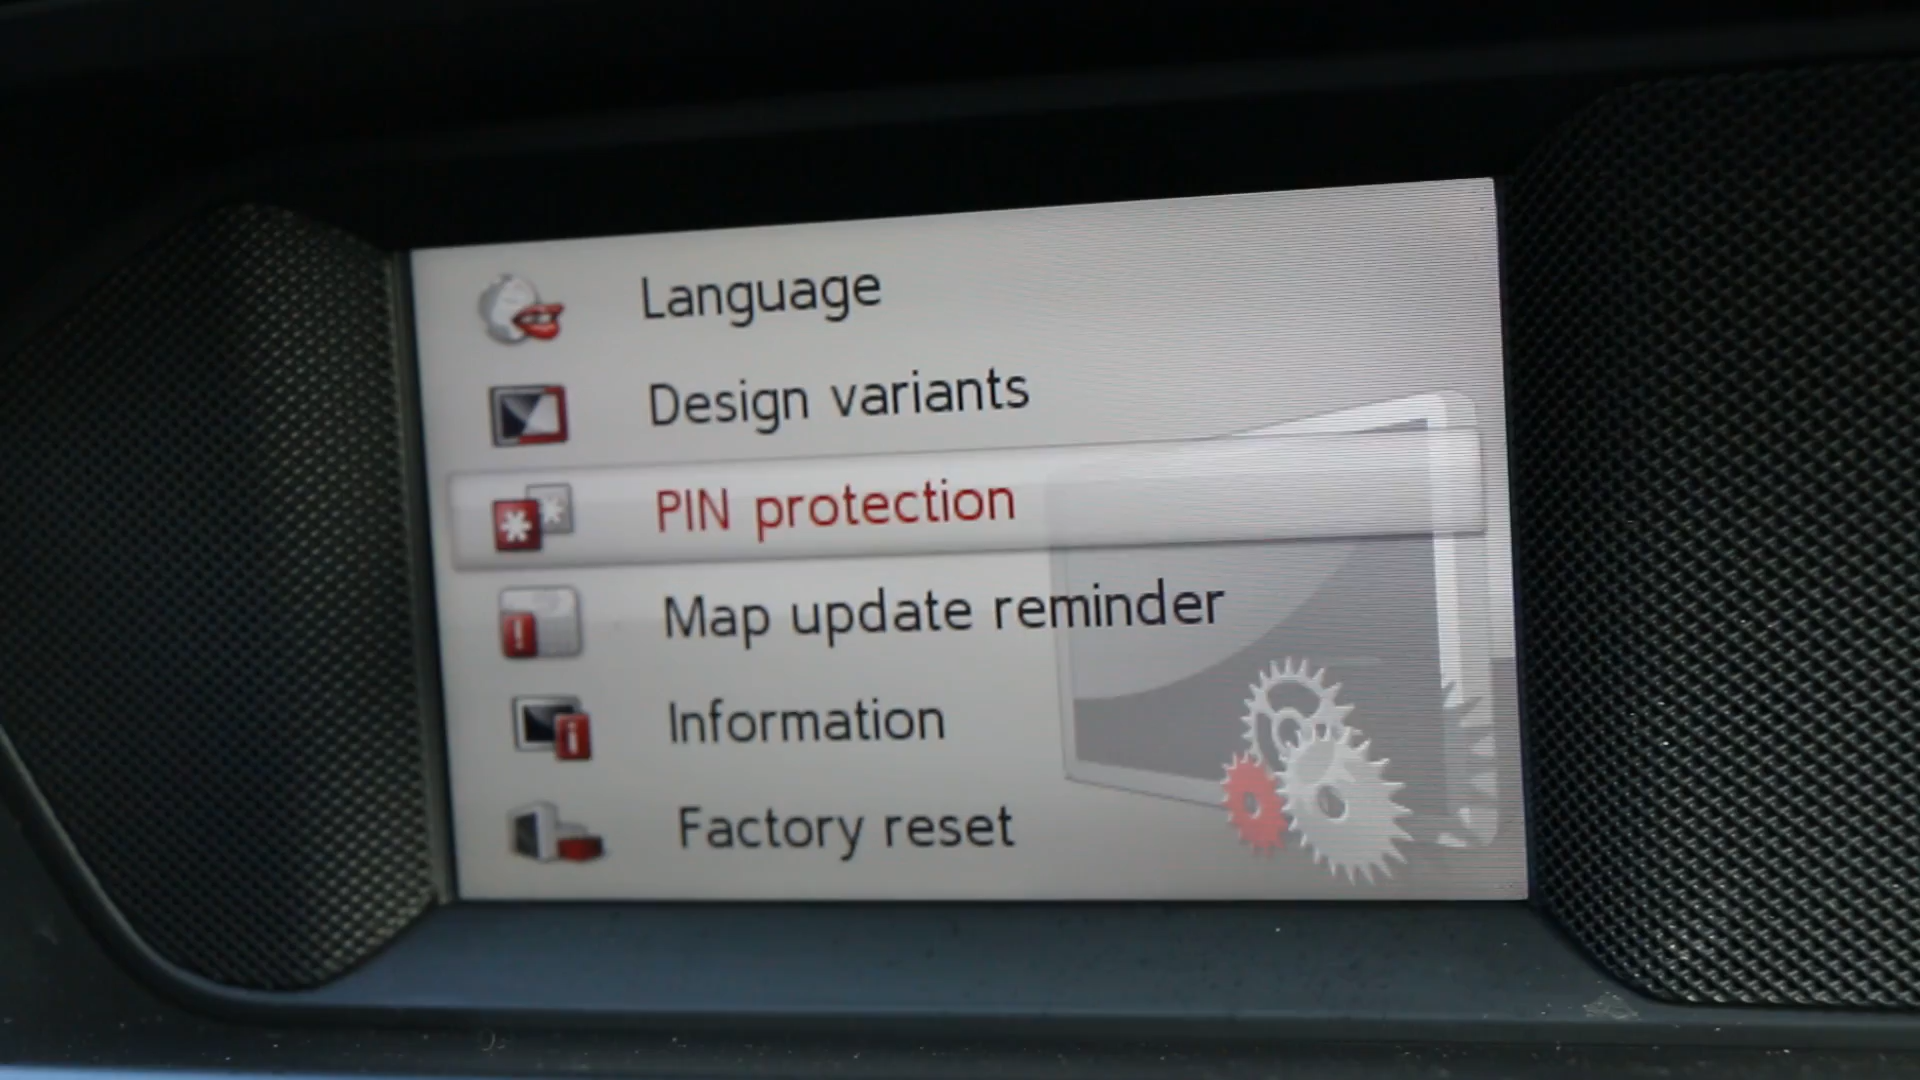 Language
Design variants
PIN protection
Map update reminder
Information
Factory reset